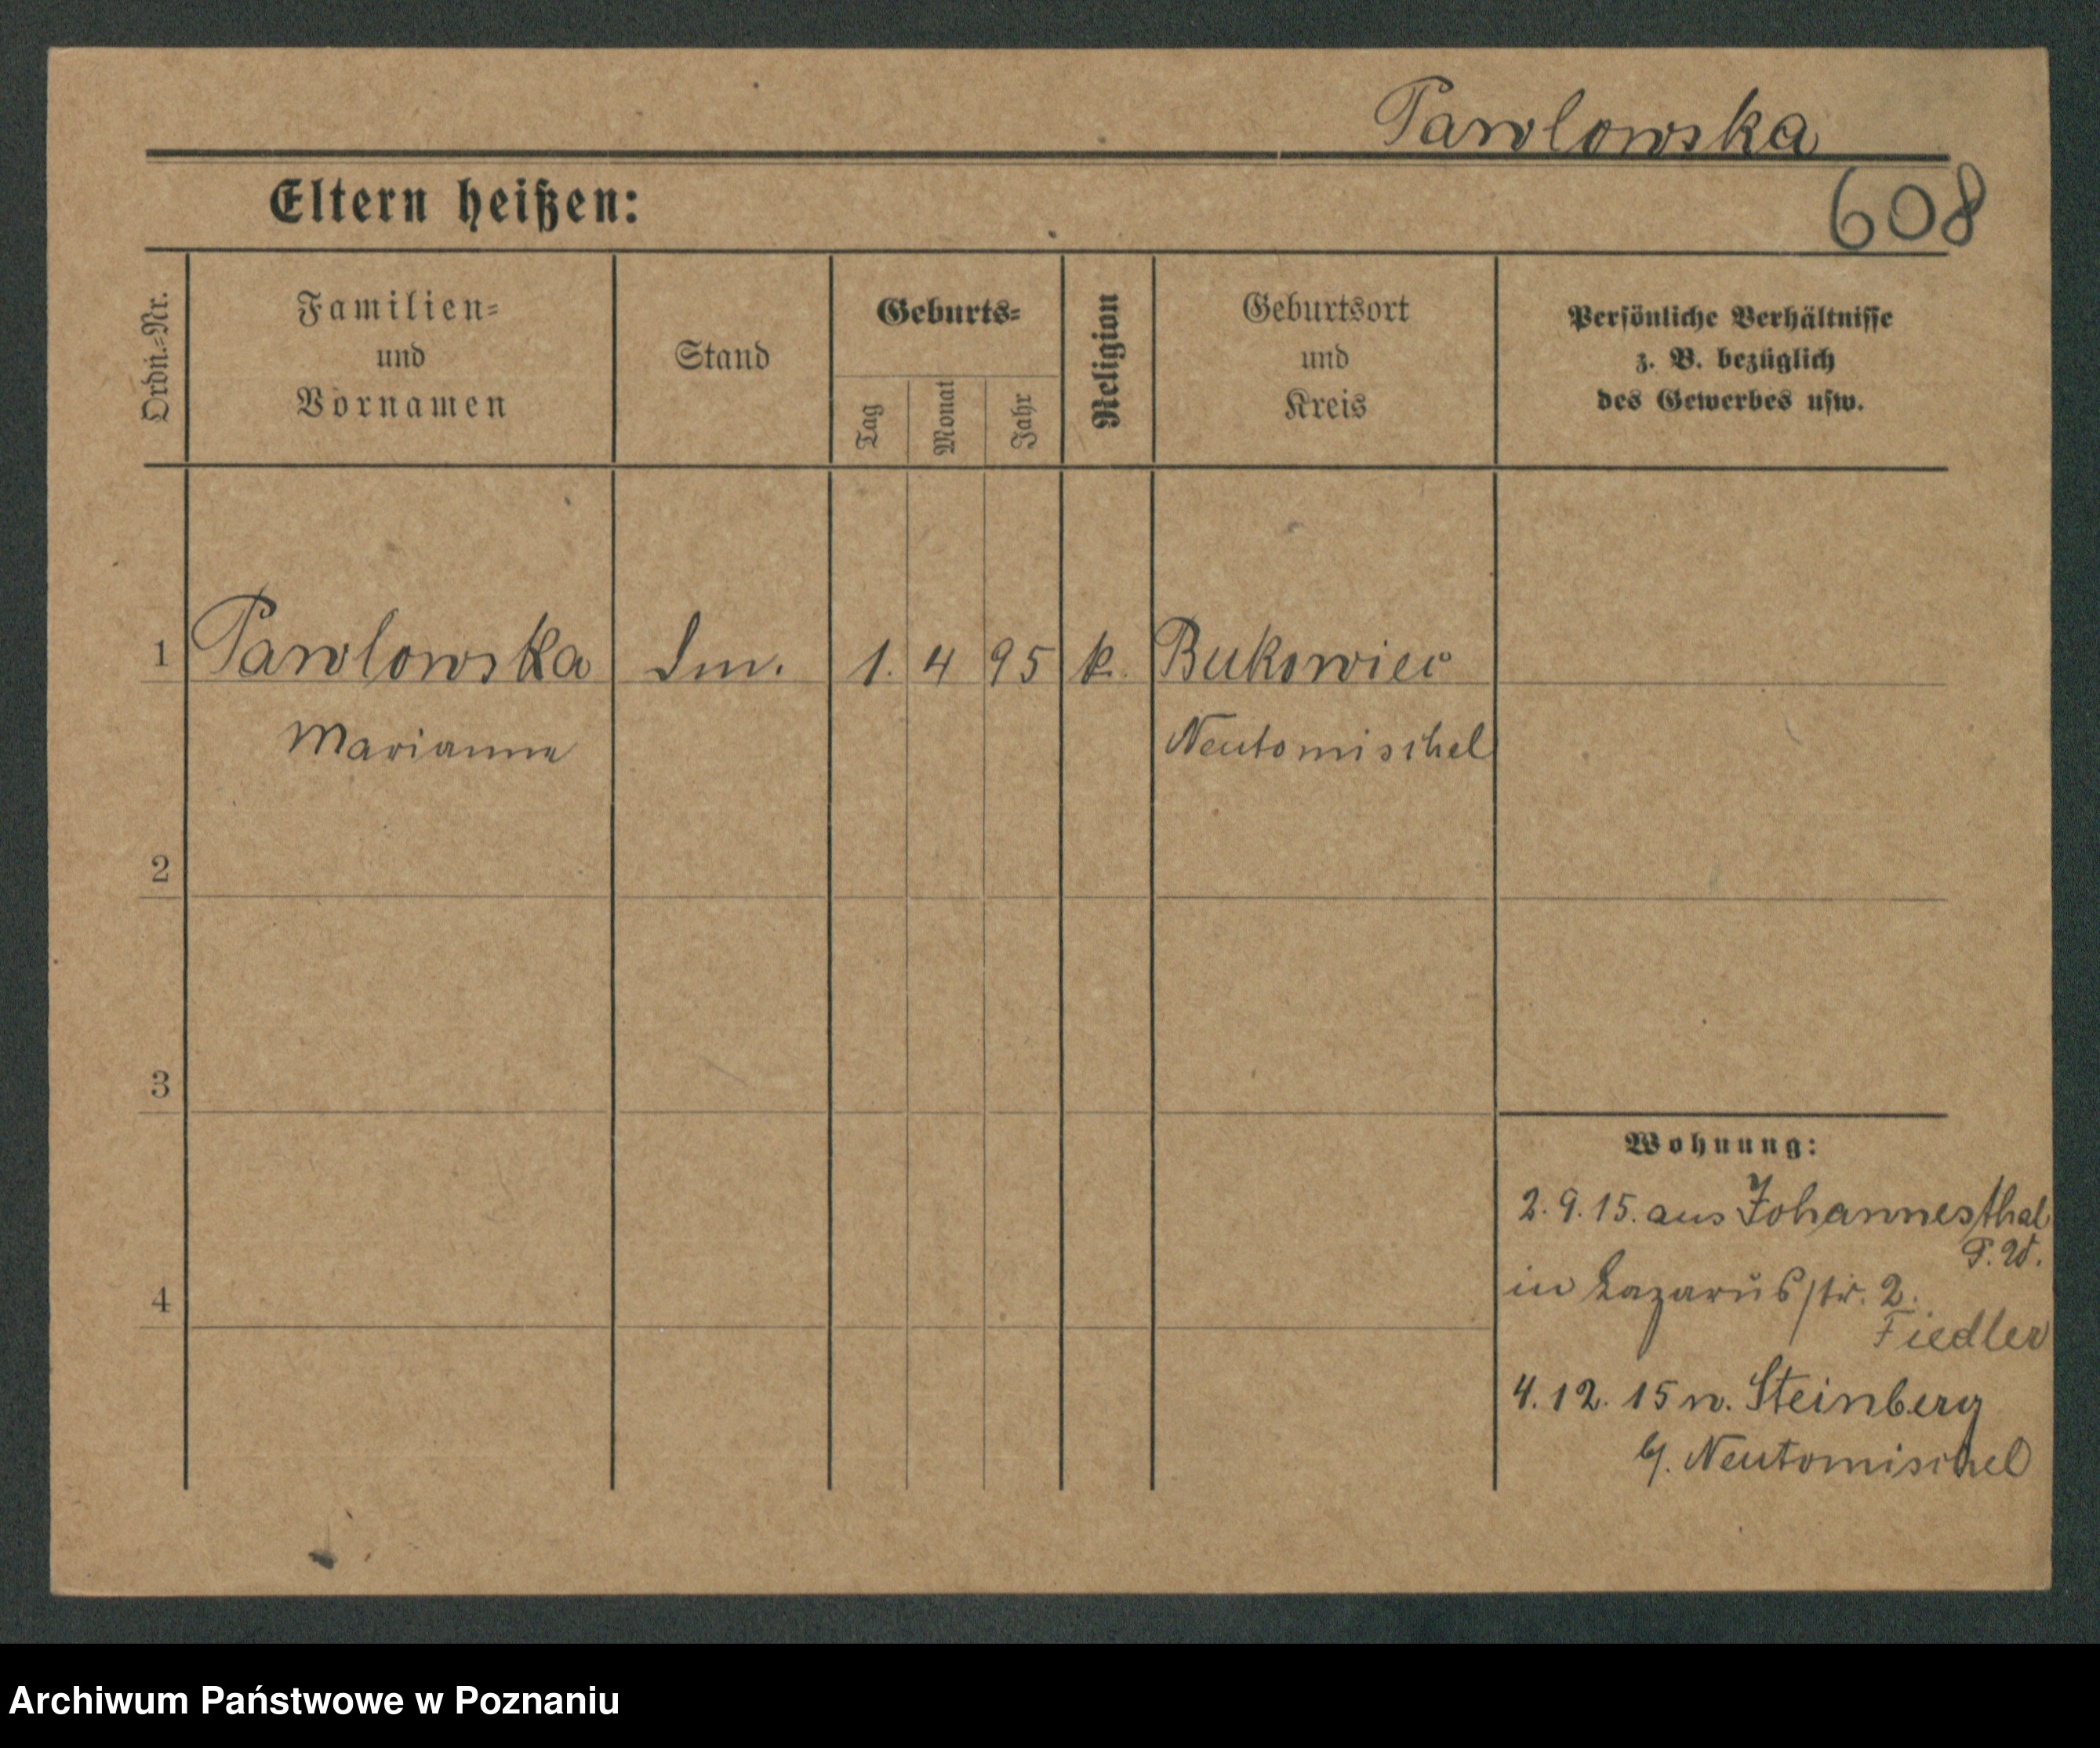 Pawlowska
608
Eltern heißen:
Ordn.=Nr.
Familien= und Vornamen
Stand
Geburts=
Tag
Monat
Jahr
Religion
Geburtsort und Kreis
Persönliche Verhältnisse
z. B. bezüglich
des Gewerbes usw.
1 Pawlowska 1. 4 95 k. Bukowiec
Marianna Neutomischel
2
3
4
Wohnung:
2. 9. 15. aus Johannesthal
P. W.
in Lazarusstr. 2.
Fiedler
4. 12. 15 n. Steinberg
b/. Neutomischel
Archiwum Państwowe w Poznaniu